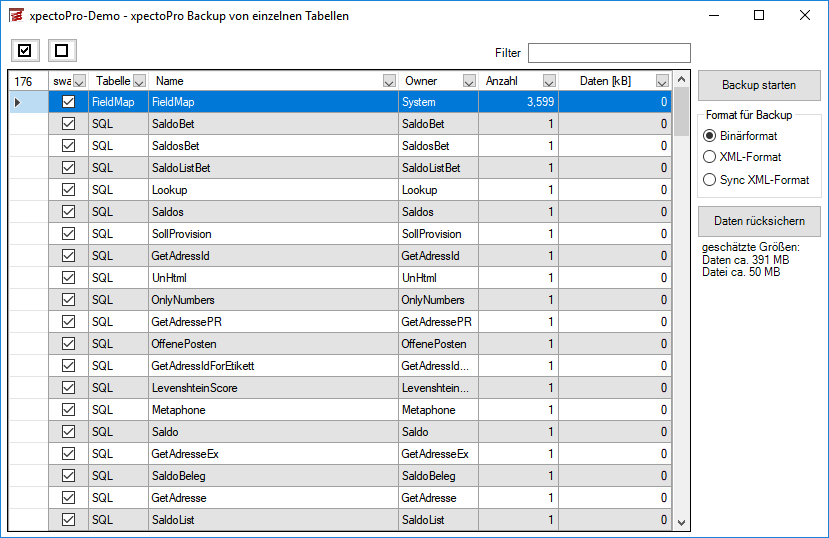 xpectoPro-Demo - xpectoPro Backup von einzelnen Tabellen
Filter
176 swa Tabelle Name Owner Anzahl Daten [kB]
FieldMap FieldMap System 3,599 0
SQL SaldoBet SaldoBet 1 0
SQL SaldosBet SaldosBet 1 0
SQL SaldoListBet SaldoListBet 1 0
SQL Lookup Lookup 1 0
SQL Saldos Saldos 1 0
SQL SollProvision SollProvision 1 0
SQL GetAdressId GetAdressId 1 0
SQL UnHtml UnHtml 1 0
SQL OnlyNumbers OnlyNumbers 1 0
SQL GetAdressePR GetAdressePR 1 0
SQL OffenePosten OffenePosten 1 0
SQL GetAdressIdForEtikett GetAdressId... 1 0
SQL LevenshteinScore Levenshtein... 1 0
SQL Metaphone Metaphone 1 0
SQL Saldo Saldo 1 0
SQL GetAdresseEx GetAdresseEx 1 0
SQL SaldoBeleg SaldoBeleg 1 0
SQL GetAdresse GetAdresse 1 0
SQL SaldoList SaldoList 1 0
Backup starten
Format für Backup
Binärformat
XML-Format
Sync XML-Format
Daten rücksichern
geschätzte Größen:
Daten ca. 391 MB
Datei ca. 50 MB